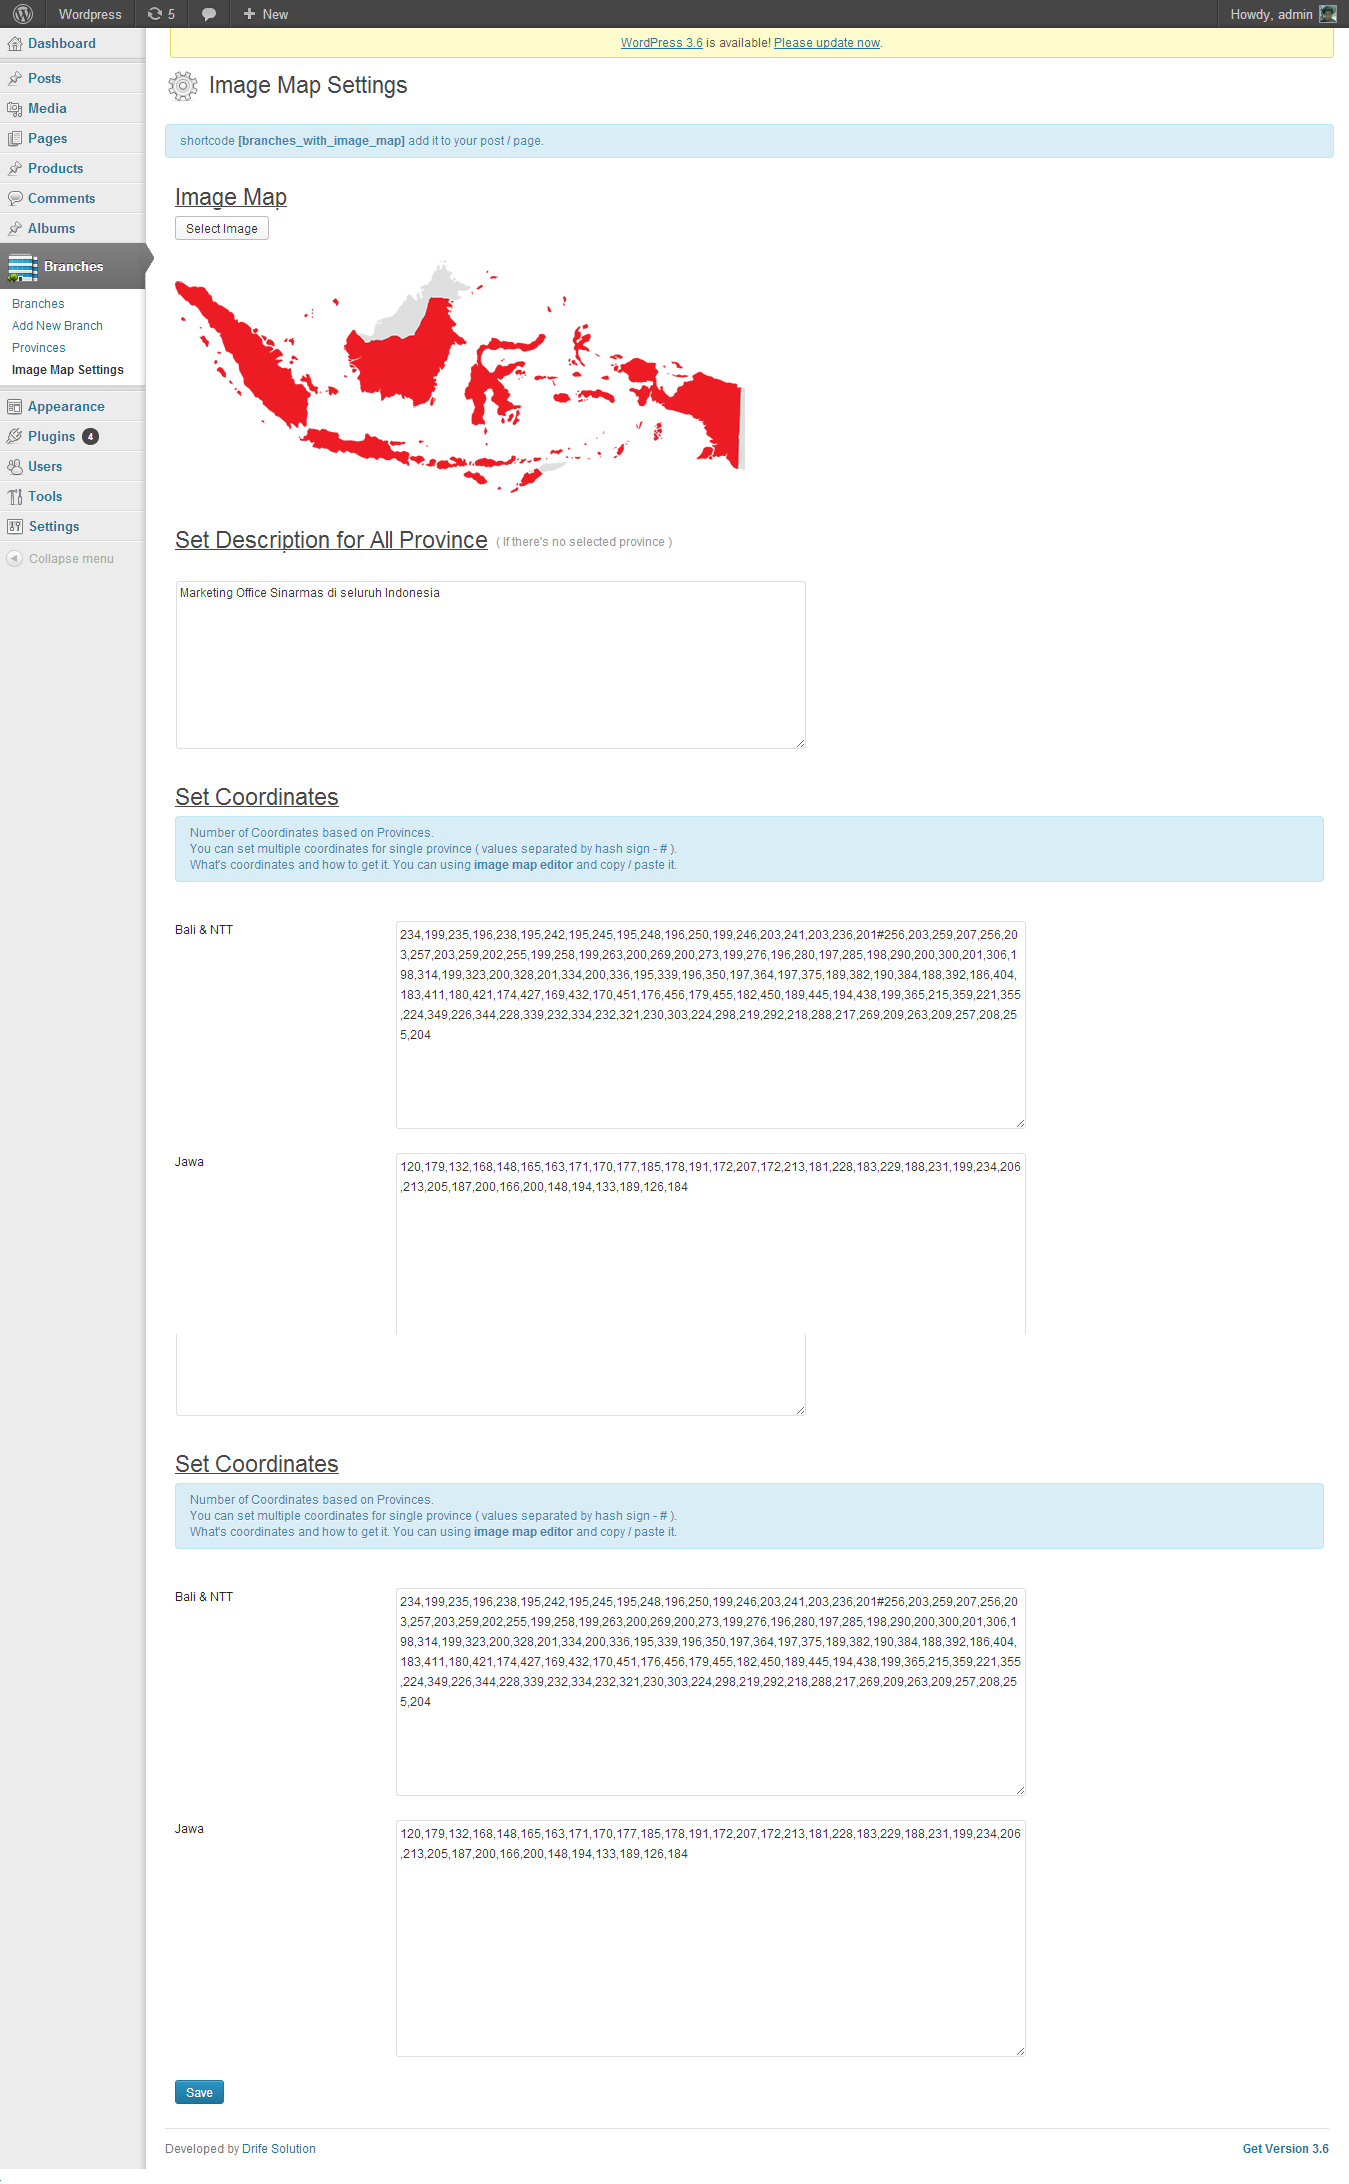 Wordpress 5 New Howdy, admin
Dashboard
Posts
Media
Pages
Products
Comments
Albums
Branches
Branches
Add New Branch
Provinces
Image Map Settings
Appearance
Plugins 4
Users
Tools
Settings
Collapse menu
WordPress 3.6 is available! Please update now.
Image Map Settings
shortcode [branches_with_image_map] add it to your post / page.
Image Map
Select Image
Set Description for All Province ( If there's no selected province )
Marketing Office Sinarmas di seluruh Indonesia
Set Coordinates
Number of Coordinates based on Provinces.
You can set multiple coordinates for single province ( values separated by hash sign - # ).
What's coordinates and how to get it. You can using image map editor and copy / paste it.
Bali & NTT
234,199,235,196,238,195,242,195,245,195,248,196,250,199,246,203,241,203,236,201#256,203,259,207,256,20
3,257,203,259,202,255,199,258,199,263,200,269,200,273,199,276,196,280,197,285,198,290,200,300,201,306,1
98,314,199,323,200,328,201,334,200,336,195,339,196,350,197,364,197,375,189,382,190,384,188,392,186,404,
183,411,180,421,174,427,169,432,170,451,176,456,179,455,182,450,189,445,194,438,199,365,215,359,221,355
,224,349,226,344,228,339,232,334,232,321,230,303,224,298,219,292,218,288,217,269,209,263,209,257,208,25
5,204
Jawa
120,179,132,168,148,165,163,171,170,177,185,178,191,172,207,172,213,181,228,183,229,188,231,199,234,206
,213,205,187,200,166,200,148,194,133,189,126,184
Set Coordinates
Number of Coordinates based on Provinces.
You can set multiple coordinates for single province ( values separated by hash sign - # ).
What's coordinates and how to get it. You can using image map editor and copy / paste it.
Bali & NTT
234,199,235,196,238,195,242,195,245,195,248,196,250,199,246,203,241,203,236,201#256,203,259,207,256,20
3,257,203,259,202,255,199,258,199,263,200,269,200,273,199,276,196,280,197,285,198,290,200,300,201,306,1
98,314,199,323,200,328,201,334,200,336,195,339,196,350,197,364,197,375,189,382,190,384,188,392,186,404,
183,411,180,421,174,427,169,432,170,451,176,456,179,455,182,450,189,445,194,438,199,365,215,359,221,355
,224,349,226,344,228,339,232,334,232,321,230,303,224,298,219,292,218,288,217,269,209,263,209,257,208,25
5,204
Jawa
120,179,132,168,148,165,163,171,170,177,185,178,191,172,207,172,213,181,228,183,229,188,231,199,234,206
,213,205,187,200,166,200,148,194,133,189,126,184
Save
Developed by Drife Solution Get Version 3.6